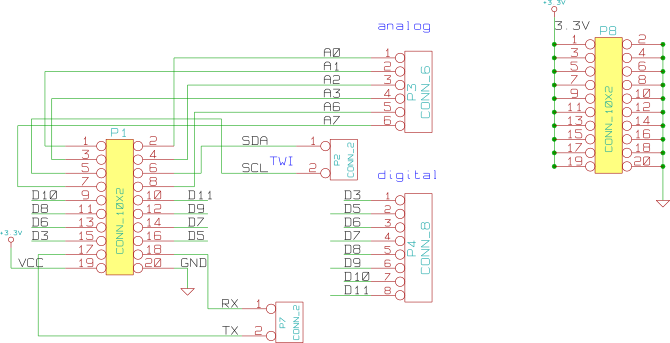 analog
+3.3V
3.3V
P8
A0 1
A1 2
A2 3
A3 4
A6 5
A7 6
P3
CONN_6
1 2
3 4
5 6
7 8
9 10
11 12
13 14
15 16
17 18
19 20
CONN_10X2
P1
1 2
3 4
5 6
7 8
D10 9 10 D11
D8 11 12 D9
D6 13 14 D7
D3 15 16 D5
17 18
VCC 19 20 GND
CONN_10X2
+3.3V
SDA 1
SCL 2
TWI
P2
CONN_2
digital
D3 1
D5 2
D6 3
D7 4
D8 5
D9 6
D10 7
D11 8
P4
CONN_8
RX 1
TX 2
P7
CONN_2